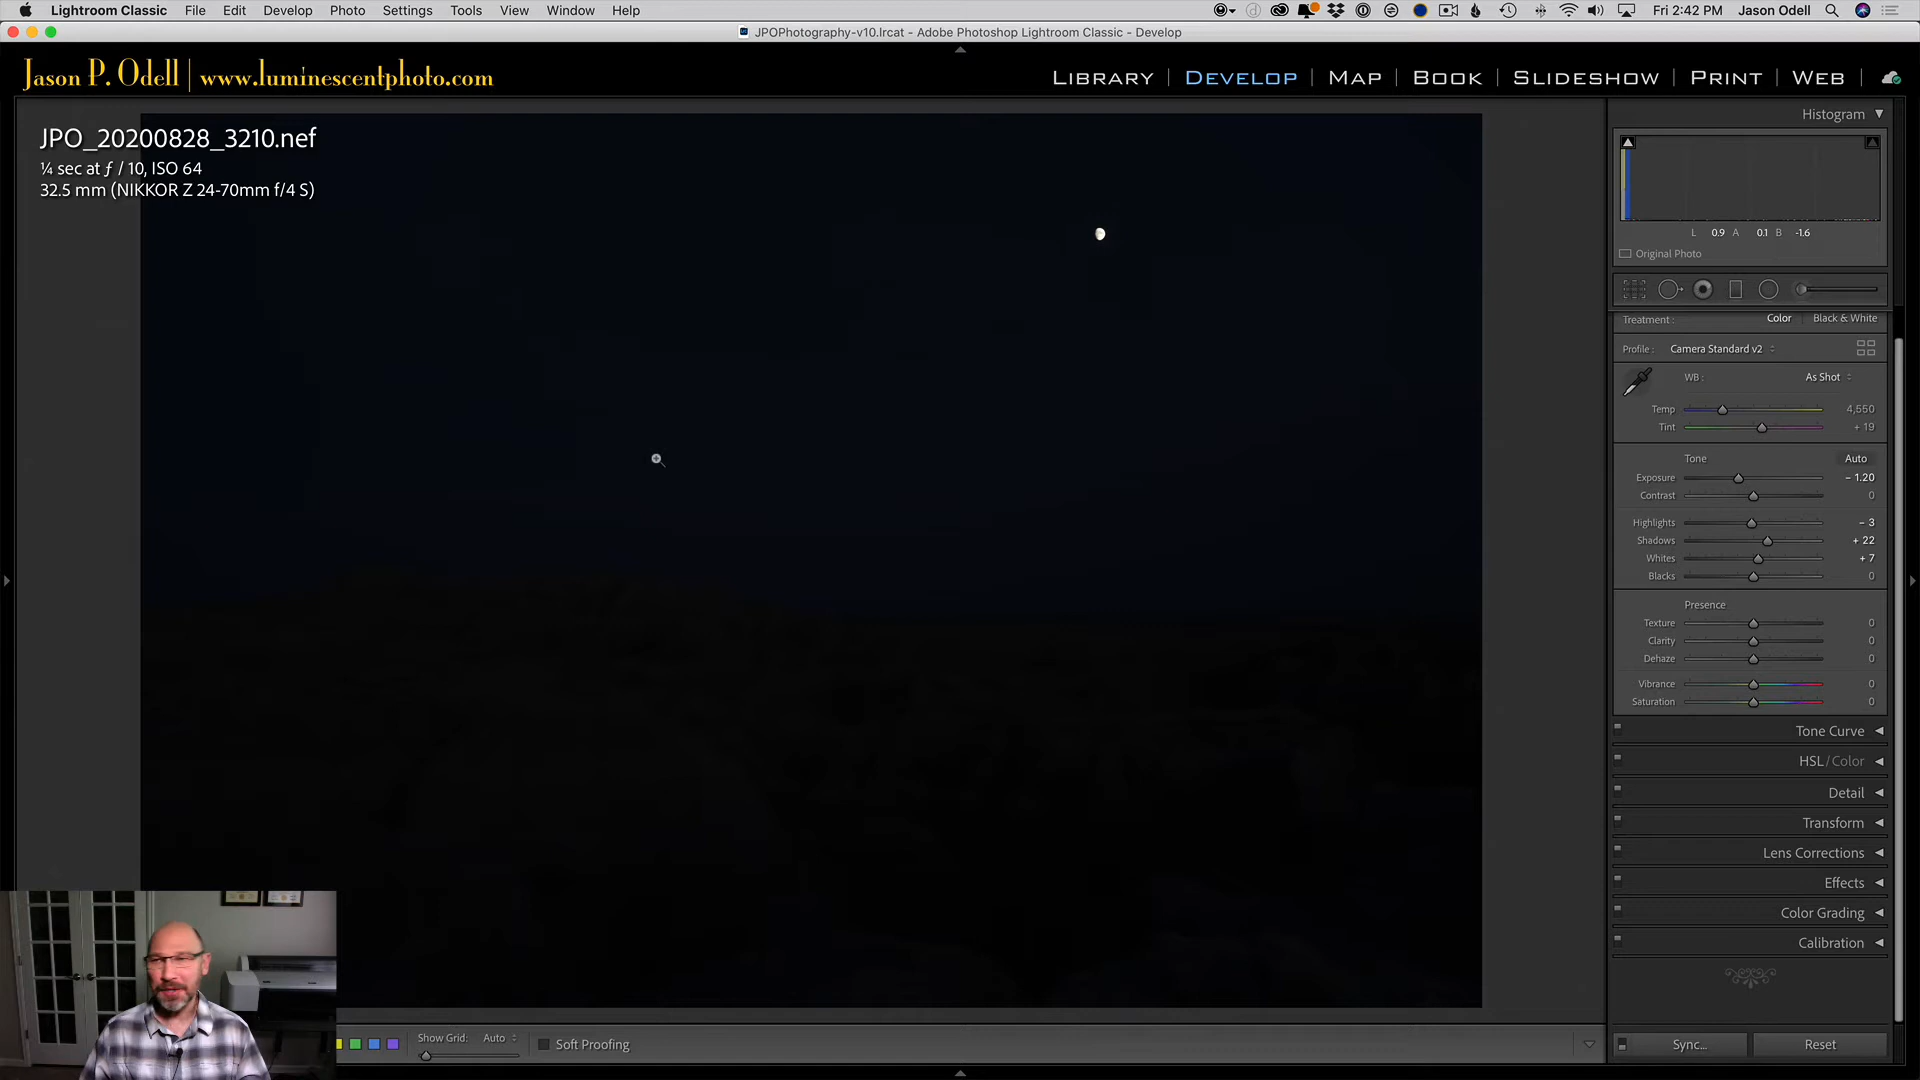 Lightroom Classic File Edit Develop Photo Settings Tools View Window Help Fri 2:42 PM Jason Odell
JPOPhotography-v10.lrcat - Adobe Photoshop Lightroom Classic - Develop
Jason P. Odell | www.luminescentphoto.com
Library | Develop | Map | Book | Slideshow | Print | Web
JPO_20200828_3210.nef
¼ sec at ƒ / 10, ISO 64
32.5 mm (NIKKOR Z 24-70mm f/4 S)
Histogram
L 0.9 A 0.1 B -1.6
Original Photo
Treatment : Color Black & White
Profile : Camera Standard v2
WB : As Shot
Temp 4,550
Tint + 19
Tone Auto
Exposure − 1.20
Contrast 0
Highlights − 3
Shadows + 22
Whites + 7
Blacks 0
Presence
Texture 0
Clarity 0
Dehaze 0
Vibrance 0
Saturation 0
Tone Curve
HSL / Color
Detail
Transform
Lens Corrections
Effects
Color Grading
Calibration
Show Grid: Auto Soft Proofing
Sync... Reset